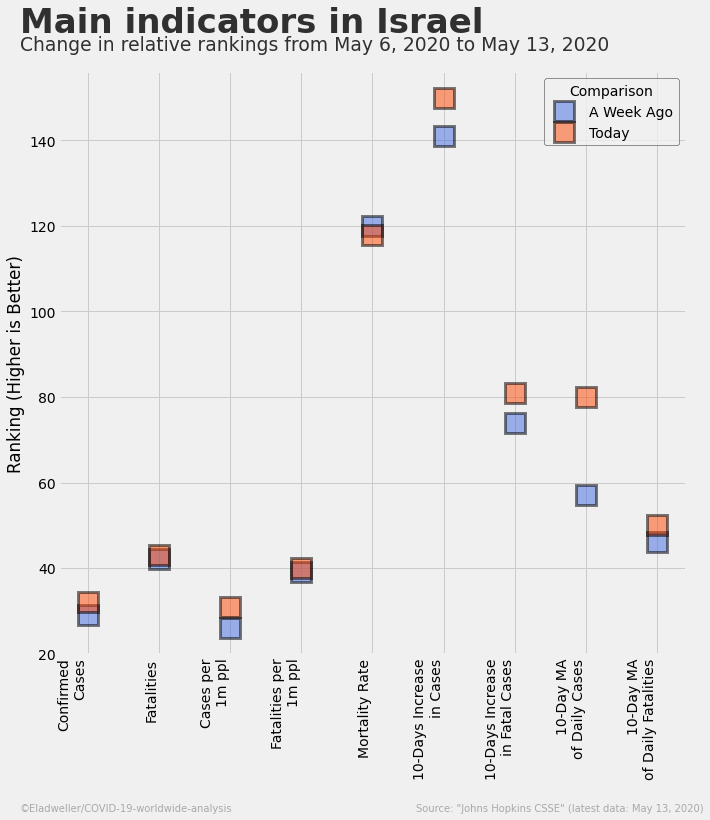 Main indicators in Israel
Change in relative rankings from May 6, 2020 to May 13, 2020
Comparison
A Week Ago
Today
Ranking (Higher is Better)
140
120
100
80
60
40
20
Confirmed
Cases
Fatalities
Cases per
1m ppl
Fatalities per
1m ppl
Mortality Rate
10-Days Increase
in Cases
10-Days Increase
in Fatal Cases
10-Day MA
of Daily Cases
10-Day MA
of Daily Fatalities
©Eladweller/COVID-19-worldwide-analysis
Source: "Johns Hopkins CSSE" (latest data: May 13, 2020)